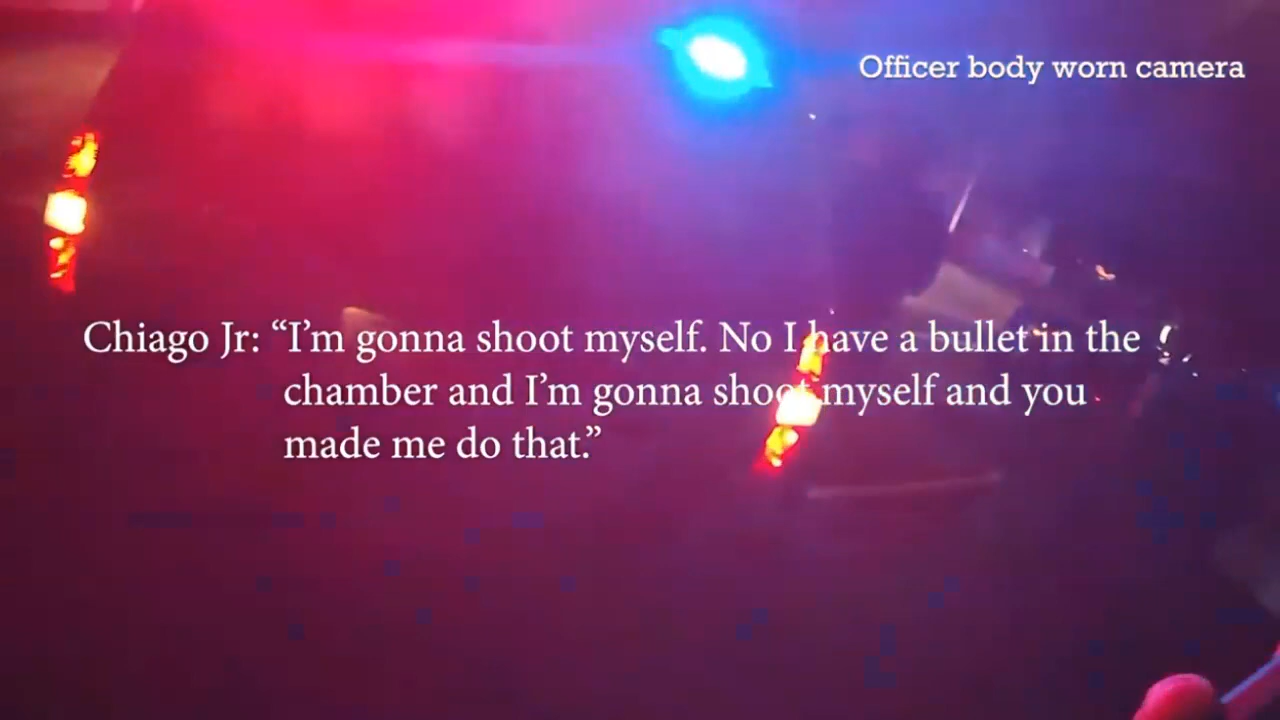 Officer body worn camera
Chiago Jr: “I’m gonna shoot myself. No I have a bullet in the
chamber and I’m gonna shoot myself and you
made me do that.”